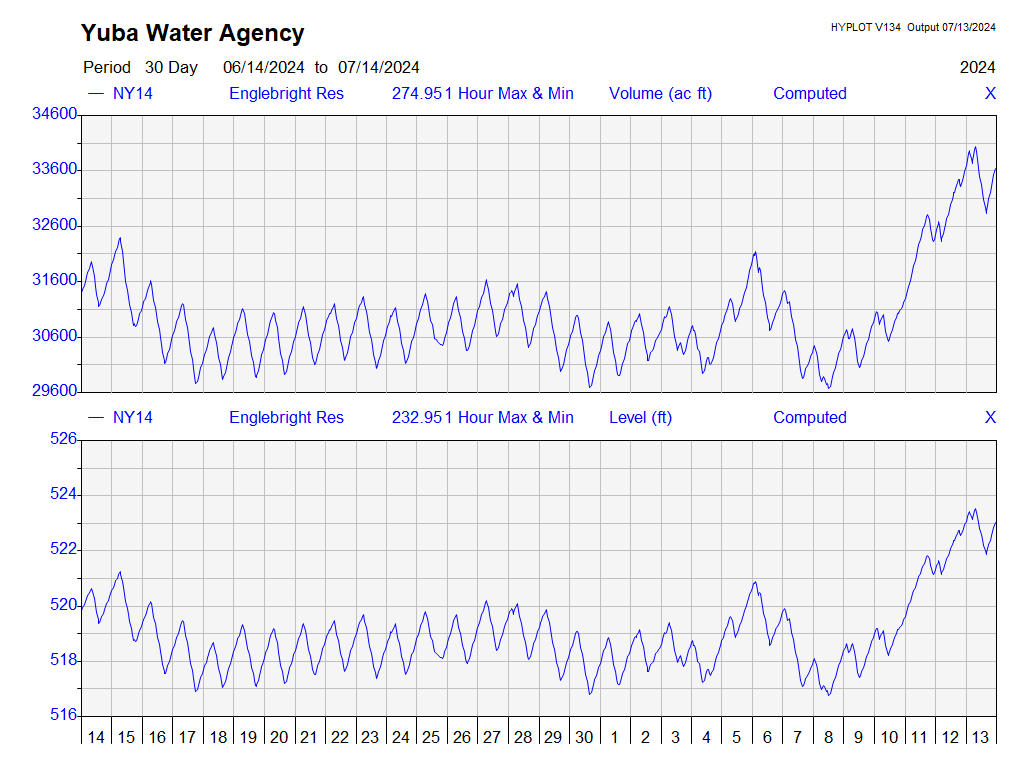 Yuba Water Agency
HYPLOT V134 Output 07/13/2024
Period 30 Day 06/14/2024 to 07/14/2024 2024
NY14 Englebright Res 274.951 Hour Max & Min Volume (ac ft) Computed X
34600
33600
32600
31600
30600
29600
NY14 Englebright Res 232.951 Hour Max & Min Level (ft) Computed X
526
524
522
520
518
516
14 15 16 17 18 19 20 21 22 23 24 25 26 27 28 29 30 1 2 3 4 5 6 7 8 9 10 11 12 13